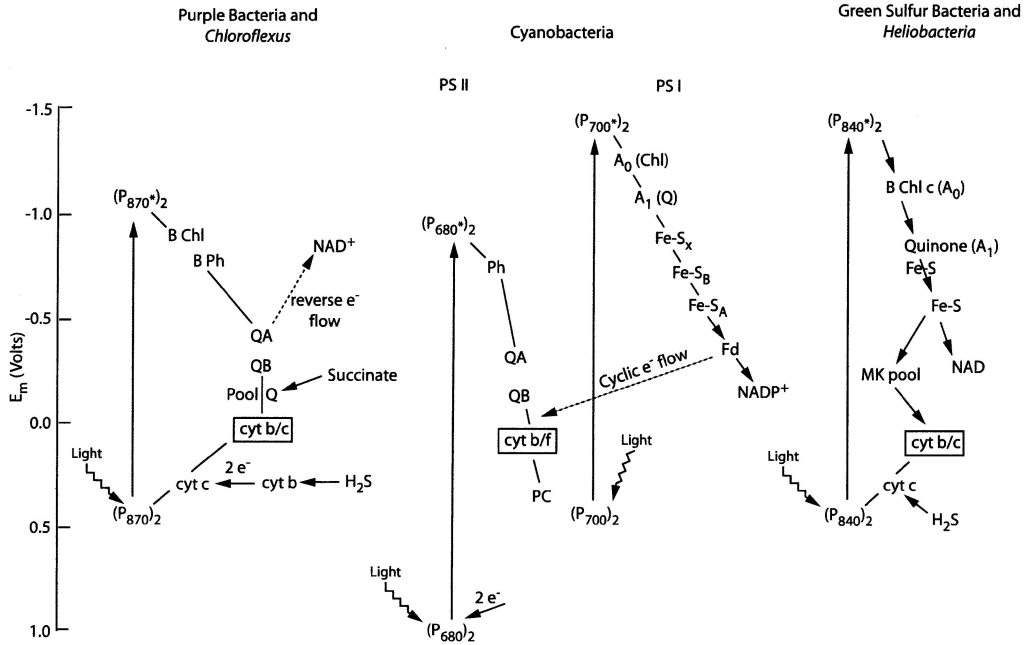 Purple Bacteria and
Chloroflexus
Cyanobacteria
Green Sulfur Bacteria and
Heliobacteria
PS II
PS I
Em (Volts)
-1.5
-1.0
-0.5
0.0
0.5
1.0
(P870*)2
B Chl
B Ph
NAD+
reverse e-
flow
QA
QB
Pool Q
Succinate
cyt b/c
Light
cyt c
2 e-
cyt b
H2S
(P870)2
(P680*)2
Ph
QA
QB
cyt b/f
PC
Light
2 e-
(P680)2
(P700*)2
A0 (Chl)
A1 (Q)
Fe-Sx
Fe-SB
Fe-SA
Fd
Cyclic e- flow
NADP+
Light
(P700)2
(P840*)2
B Chl c (A0)
Quinone (A1)
Fe-S
Fe-S
NAD
MK pool
cyt b/c
Light
cyt c
(P840)2
H2S